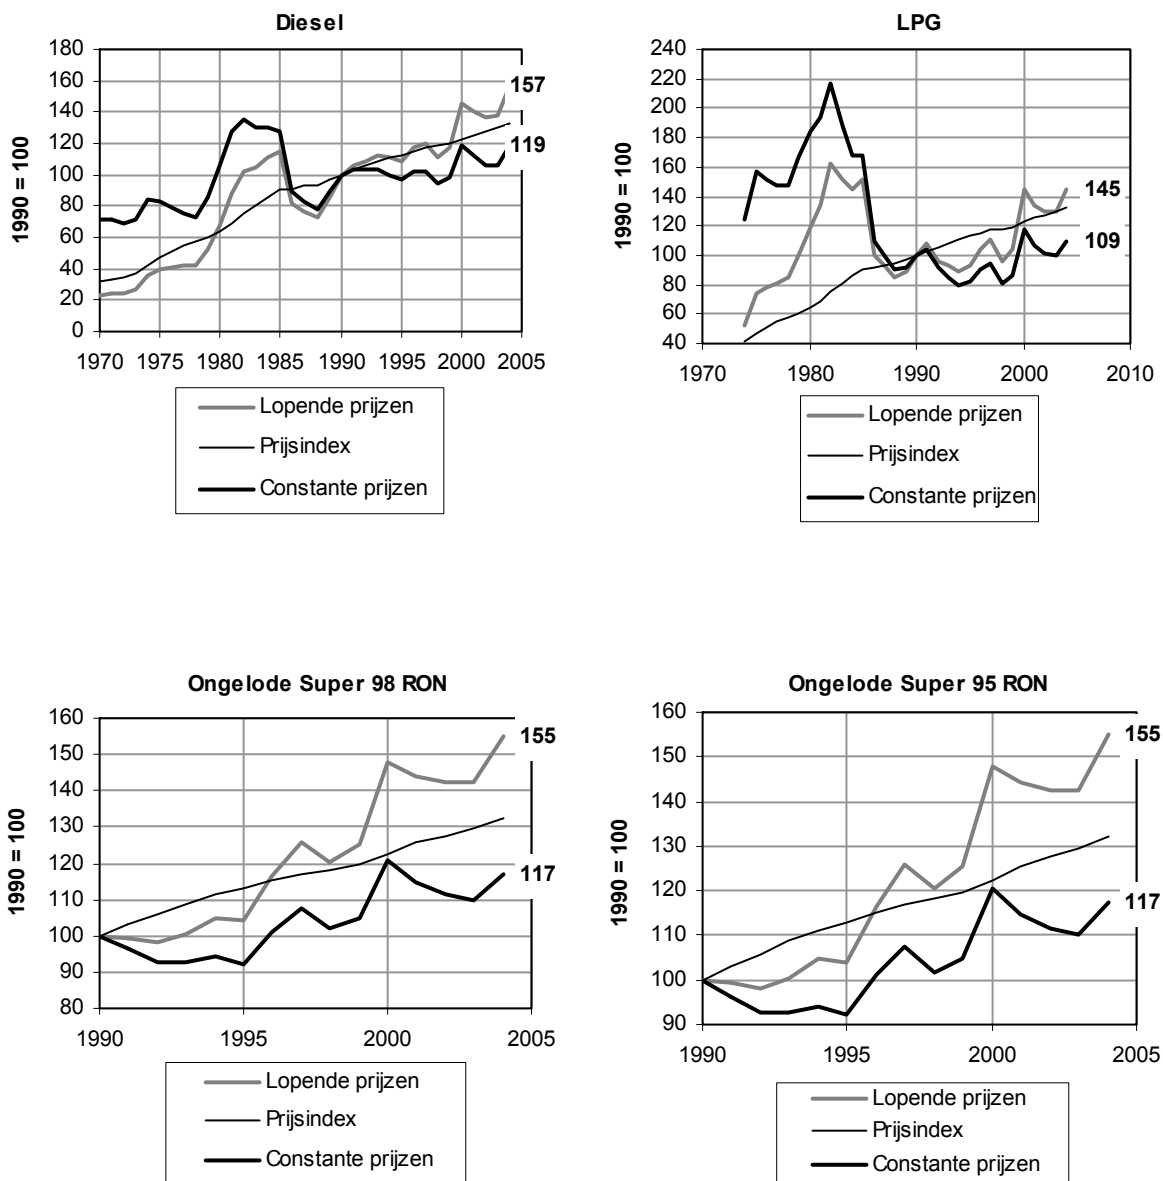 Diesel
180
160
140
120
100
80
60
40
20
0
1990 = 100
157
119
1970 1975 1980 1985 1990 1995 2000 2005
Lopende prijzen
Prijsindex
Constante prijzen
LPG
240
220
200
180
160
140
120
100
80
60
40
1990 = 100
145
109
1970 1980 1990 2000 2010
Lopende prijzen
Prijsindex
Constante prijzen
Ongelode Super 98 RON
160
150
140
130
120
110
100
90
80
1990 = 100
155
117
1990 1995 2000 2005
Lopende prijzen
Prijsindex
Constante prijzen
Ongelode Super 95 RON
160
150
140
130
120
110
100
90
1990 = 100
155
117
1990 1995 2000 2005
Lopende prijzen
Prijsindex
Constante prijzen